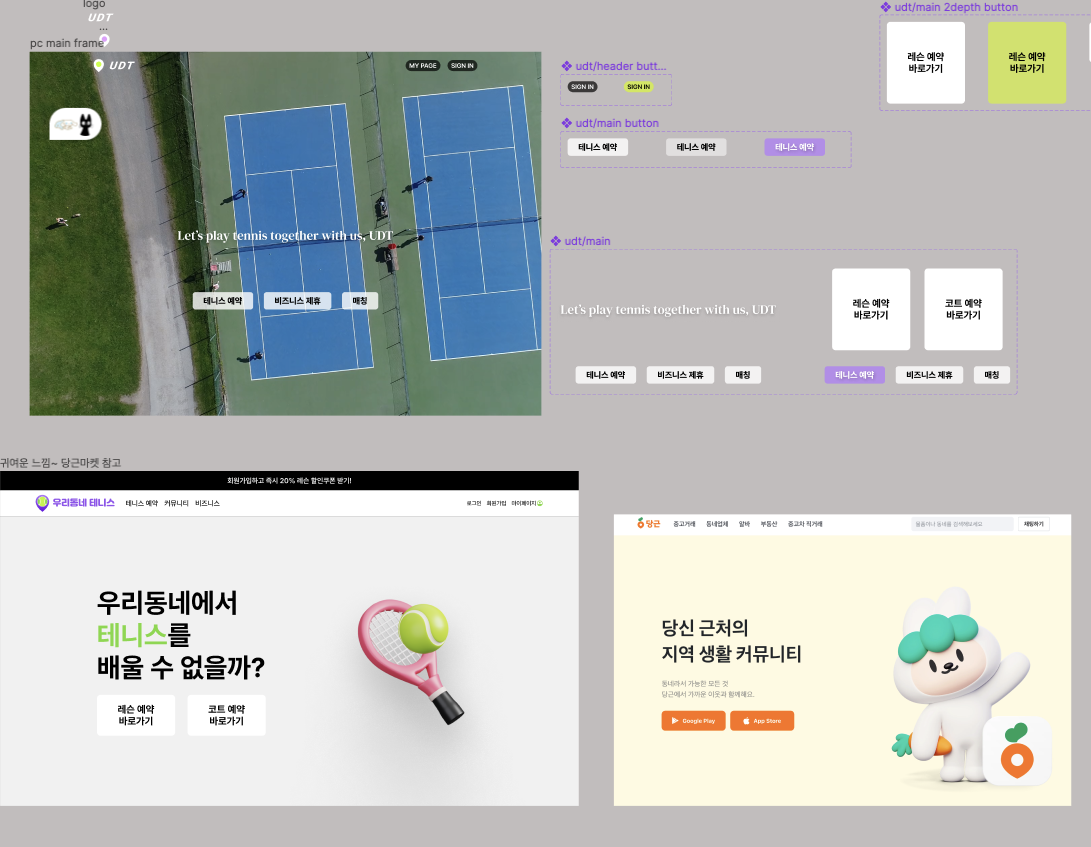 logo
UDT
...
pc main frame
UDT
MY PAGE
SIGN IN
Let's play tennis together with us, UDT
테니스 예약
비즈니스 제휴
매칭
udt/header butt...
SIGN IN
SIGN IN
udt/main button
테니스 예약
테니스 예약
테니스 예약
udt/main 2depth button
레슨 예약
바로가기
레슨 예약
바로가기
udt/main
Let's play tennis together with us, UDT
테니스 예약
비즈니스 제휴
매칭
레슨 예약
바로가기
코트 예약
바로가기
테니스 예약
비즈니스 제휴
매칭
귀여운 느낌~ 당근마켓 참고
회원가입하고 즉시 20% 레슨 할인쿠폰 받기!
우리동네 테니스
테니스 예약
커뮤니티
비즈니스
로그인
회원가입
마이페이지
우리동네에서
테니스를
배울 수 없을까?
레슨 예약
바로가기
코트 예약
바로가기
당근
중고거래
동네업체
알바
부동산
중고차 직거래
물품이나 동네를 검색해보세요
채팅하기
당신 근처의
지역 생활 커뮤니티
동네라서 가능한 모든 것
당근에서 가까운 이웃과 함께해요.
Google Play
App Store